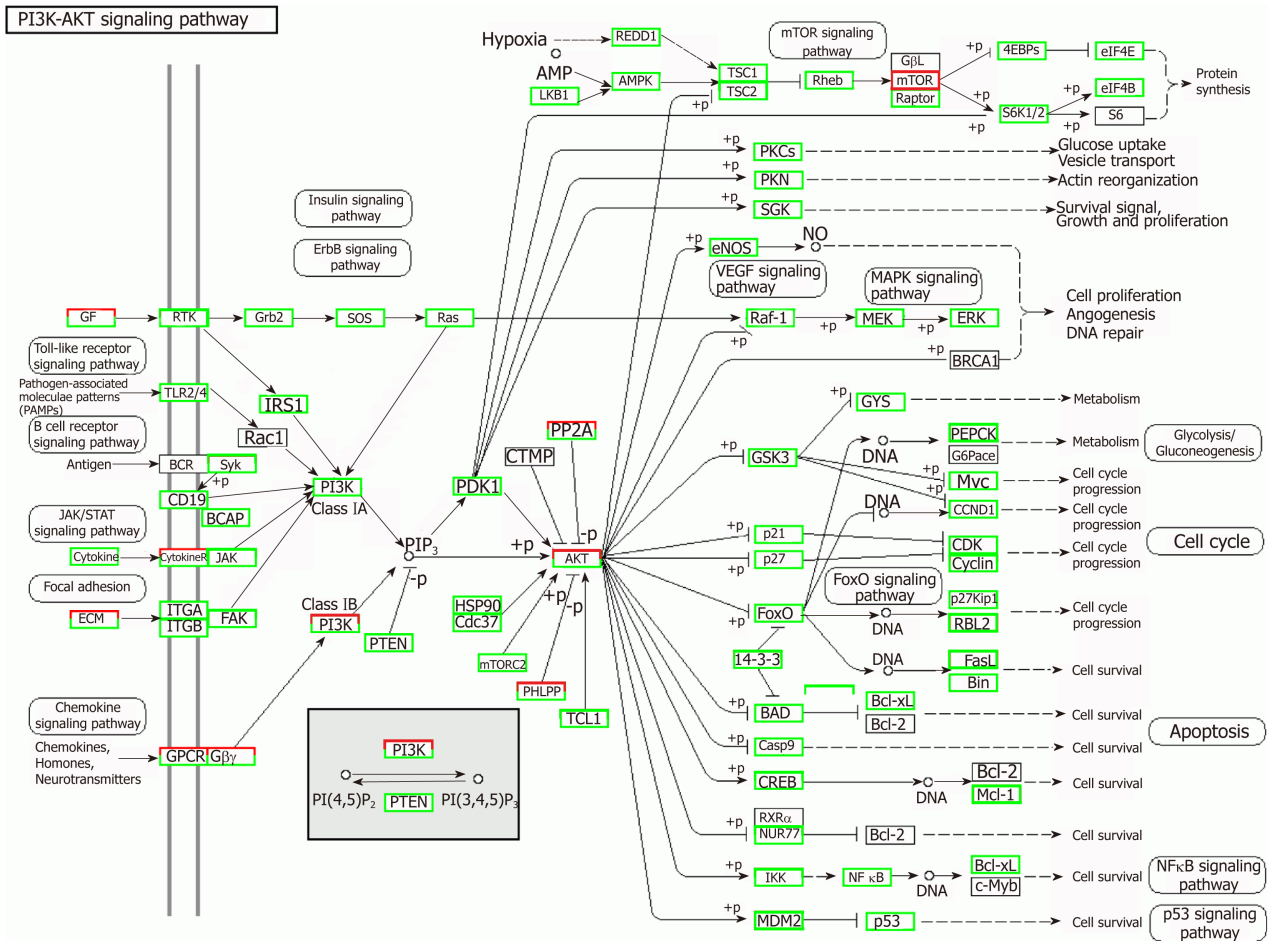 PI3K-AKT signaling pathway
Hypoxia
REDD1
mTOR signaling
pathway
AMP
LKB1
AMPK
TSC1
TSC2
+p
Rheb
GβL
mTOR
Raptor
+p
+p
4EBPs
eIF4E
S6K1/2
+p
+p
+p
eIF4B
S6
Protein
synthesis
+p
PKCs
Glucose uptake
Vesicle transport
+p
PKN
Actin reorganization
+p
SGK
Survival signal,
Growth and proliferation
Insulin signaling
pathway
ErbB signaling
pathway
+p
eNOS
NO
VEGF signaling
pathway
MAPK signaling
pathway
GF
RTK
Grb2
SOS
Ras
Raf-1
+p
+p
MEK
+p
ERK
+p
BRCA1
Cell proliferation
Angogenesis
DNA repair
Toll-like receptor
signaling pathway
Pathogen-associated
moleculae patterns
(PAMPs)
TLR2/4
IRS1
B cell receptor
signaling pathway
Rac1
Antigen
BCR
Syk
+p
CD19
BCAP
PI3K
Class IA
JAK/STAT
signaling pathway
Cytokine
CytokineR
JAK
Focal adhesion
ECM
ITGA
ITGB
FAK
Chemokine
signaling pathway
Chemokines,
Homones,
Neurotransmitters
GPCR
Gβγ
Class IB
PI3K
PIP3
-p
PTEN
PDK1
CTMP
PP2A
+p
-p
AKT
+p
-p
HSP90
Cdc37
mTORC2
PHLPP
TCL1
PI3K
PI(4,5)P2
PTEN
PI(3,4,5)P3
+p
GYS
Metabolism
+p
GSK3
DNA
PEPCK
G6Pace
Metabolism
Glycolysis/
Gluconeogenesis
+p
Mvc
Cell cycle
progression
+p
DNA
CCND1
Cell cycle
progression
+p
p21
+p
p27
CDK
Cyclin
Cell cycle
progression
Cell cycle
FoxO signaling
pathway
+p
FoxO
DNA
p27Kip1
RBL2
Cell cycle
progression
14-3-3
DNA
FasL
Bin
Cell survival
+p
BAD
Bcl-xL
Bcl-2
Cell survival
Apoptosis
+p
Casp9
Cell survival
+p
CREB
DNA
Bcl-2
Mcl-1
Cell survival
+p
RXRα
NUR77
Bcl-2
Cell survival
+p
IKK
NF κB
DNA
Bcl-xL
c-Myb
Cell survival
NFκB signaling
pathway
+p
MDM2
p53
Cell survival
p53 signaling
pathway